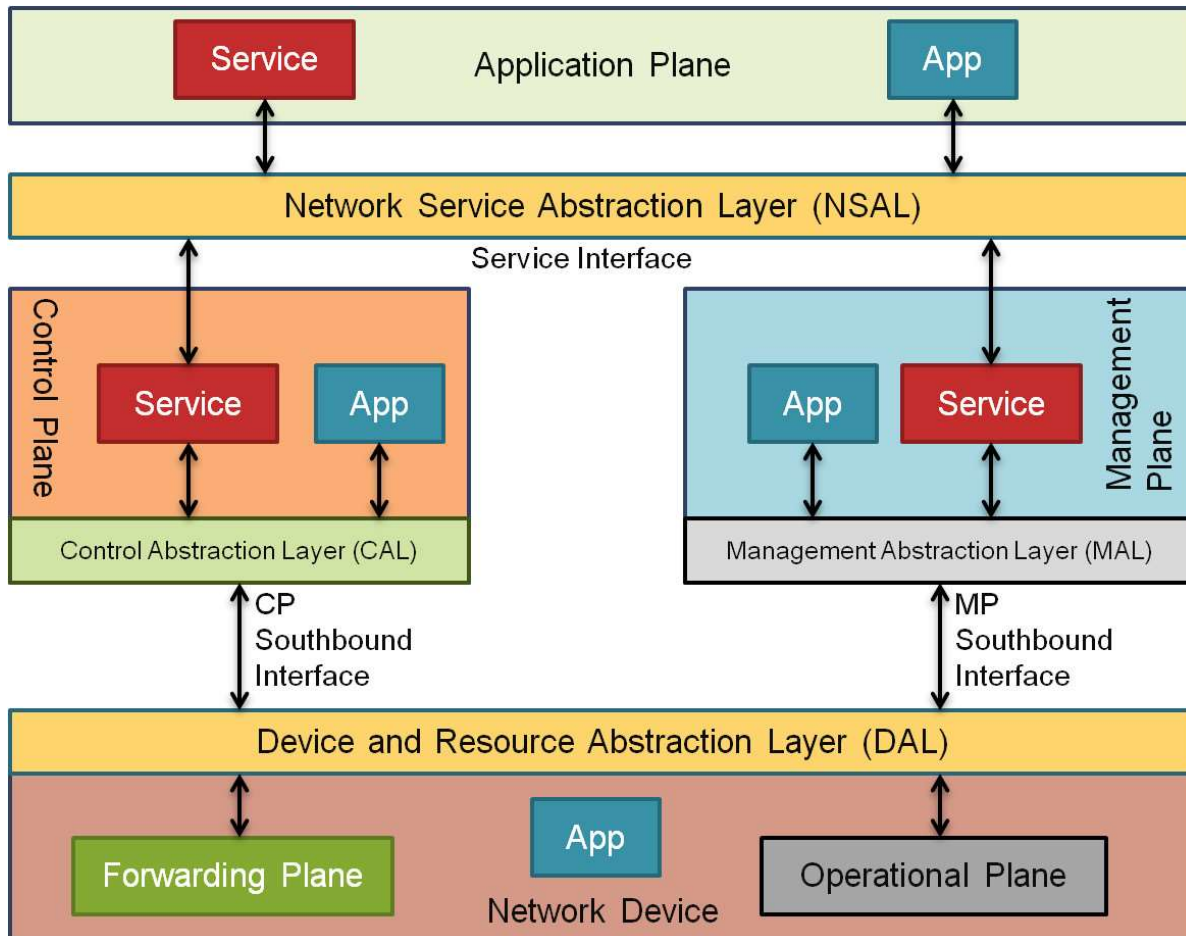 Service
Application Plane
App
Network Service Abstraction Layer (NSAL)
Service Interface
Control Plane
Service
App
App
Service
Management
Plane
Control Abstraction Layer (CAL)
Management Abstraction Layer (MAL)
CP
Southbound
Interface
MP
Southbound
Interface
Device and Resource Abstraction Layer (DAL)
App
Forwarding Plane
Operational Plane
Network Device